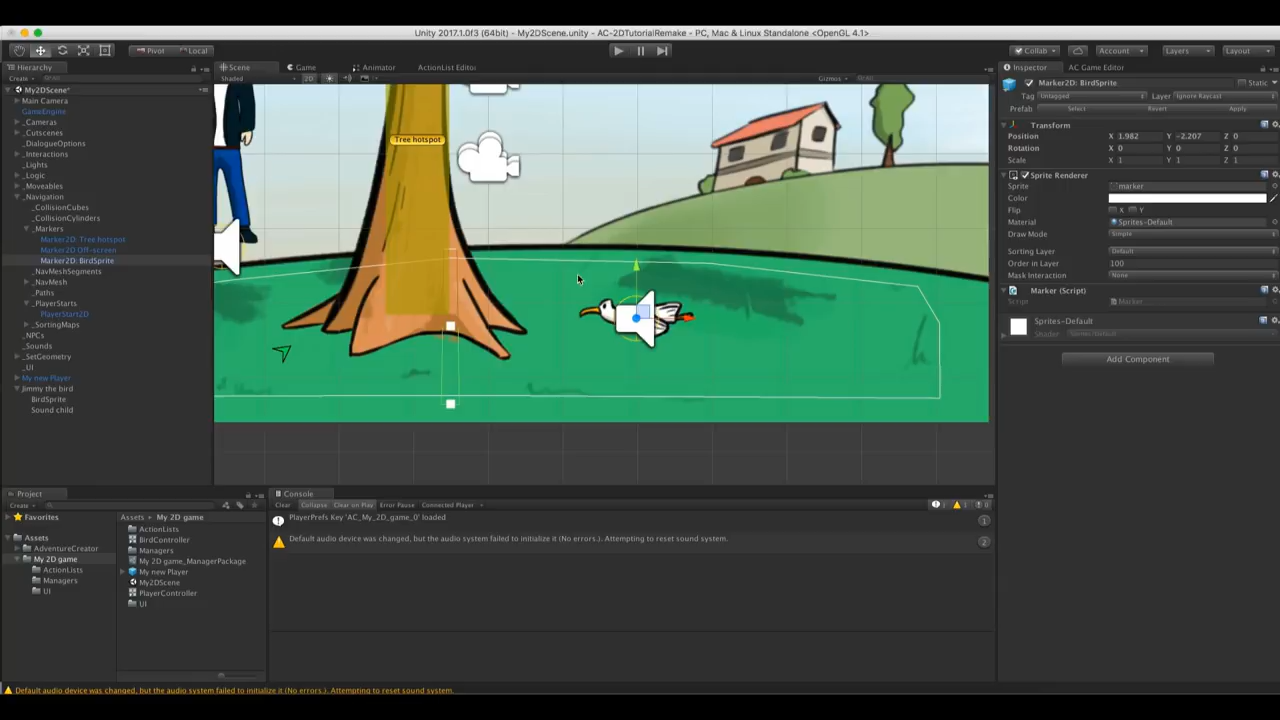 Unity 2017.1.0f3 (64bit) - My2DScene.unity - AC-2DTutorialRemake - PC, Mac & Linux Standalone <OpenGL 4.1>
Pivot Local Collab Account Layers Layout
Hierarchy
Create
My2DScene*
Main Camera
GameEngine
_Cameras
_Cutscenes
_DialogueOptions
_Interactions
_Lights
_Logic
_Moveables
_Navigation
_CollisionCubes
_CollisionCylinders
_Markers
Marker2D: Tree hotspot
Marker2D Off-screen
Marker2D: BirdSprite
_NavMeshSegments
_NavMesh
_Paths
_PlayerStarts
PlayerStart2D
_SortingMaps
_NPCs
_Sounds
_SetGeometry
_UI
My new Player
Jimmy the bird
BirdSprite
Sound child
Scene Game Animator ActionList Editor
Shaded 2D Gizmos
Tree hotspot
Inspector AC Game Editor
Marker2D: BirdSprite Static
Tag Untagged Layer Ignore Raycast
Prefab Select Revert Apply
Transform
Position X 1.982 Y -2.207 Z 0
Rotation X 0 Y 0 Z 0
Scale X 1 Y 1 Z 1
Sprite Renderer
Sprite marker
Color
Flip X Y
Material Sprites-Default
Draw Mode Simple
Sorting Layer Default
Order in Layer 100
Mask Interaction None
Marker (Script)
Script Marker
Sprites-Default
Shader Sprites/Default
Add Component
Project
Create
Favorites
Assets
AdventureCreator
My 2D game
ActionLists
Managers
UI
Assets My 2D game
ActionLists
BirdController
Managers
My 2D game_ManagerPackage
My new Player
My2DScene
PlayerController
UI
Console
Clear Collapse Clear on Play Error Pause Connected Player
PlayerPrefs Key 'AC_My_2D_game_0' loaded
1
Default audio device was changed, but the audio system failed to initialize it (No errors.). Attempting to reset sound system.
2
Default audio device was changed, but the audio system failed to initialize it (No errors.). Attempting to reset sound system.